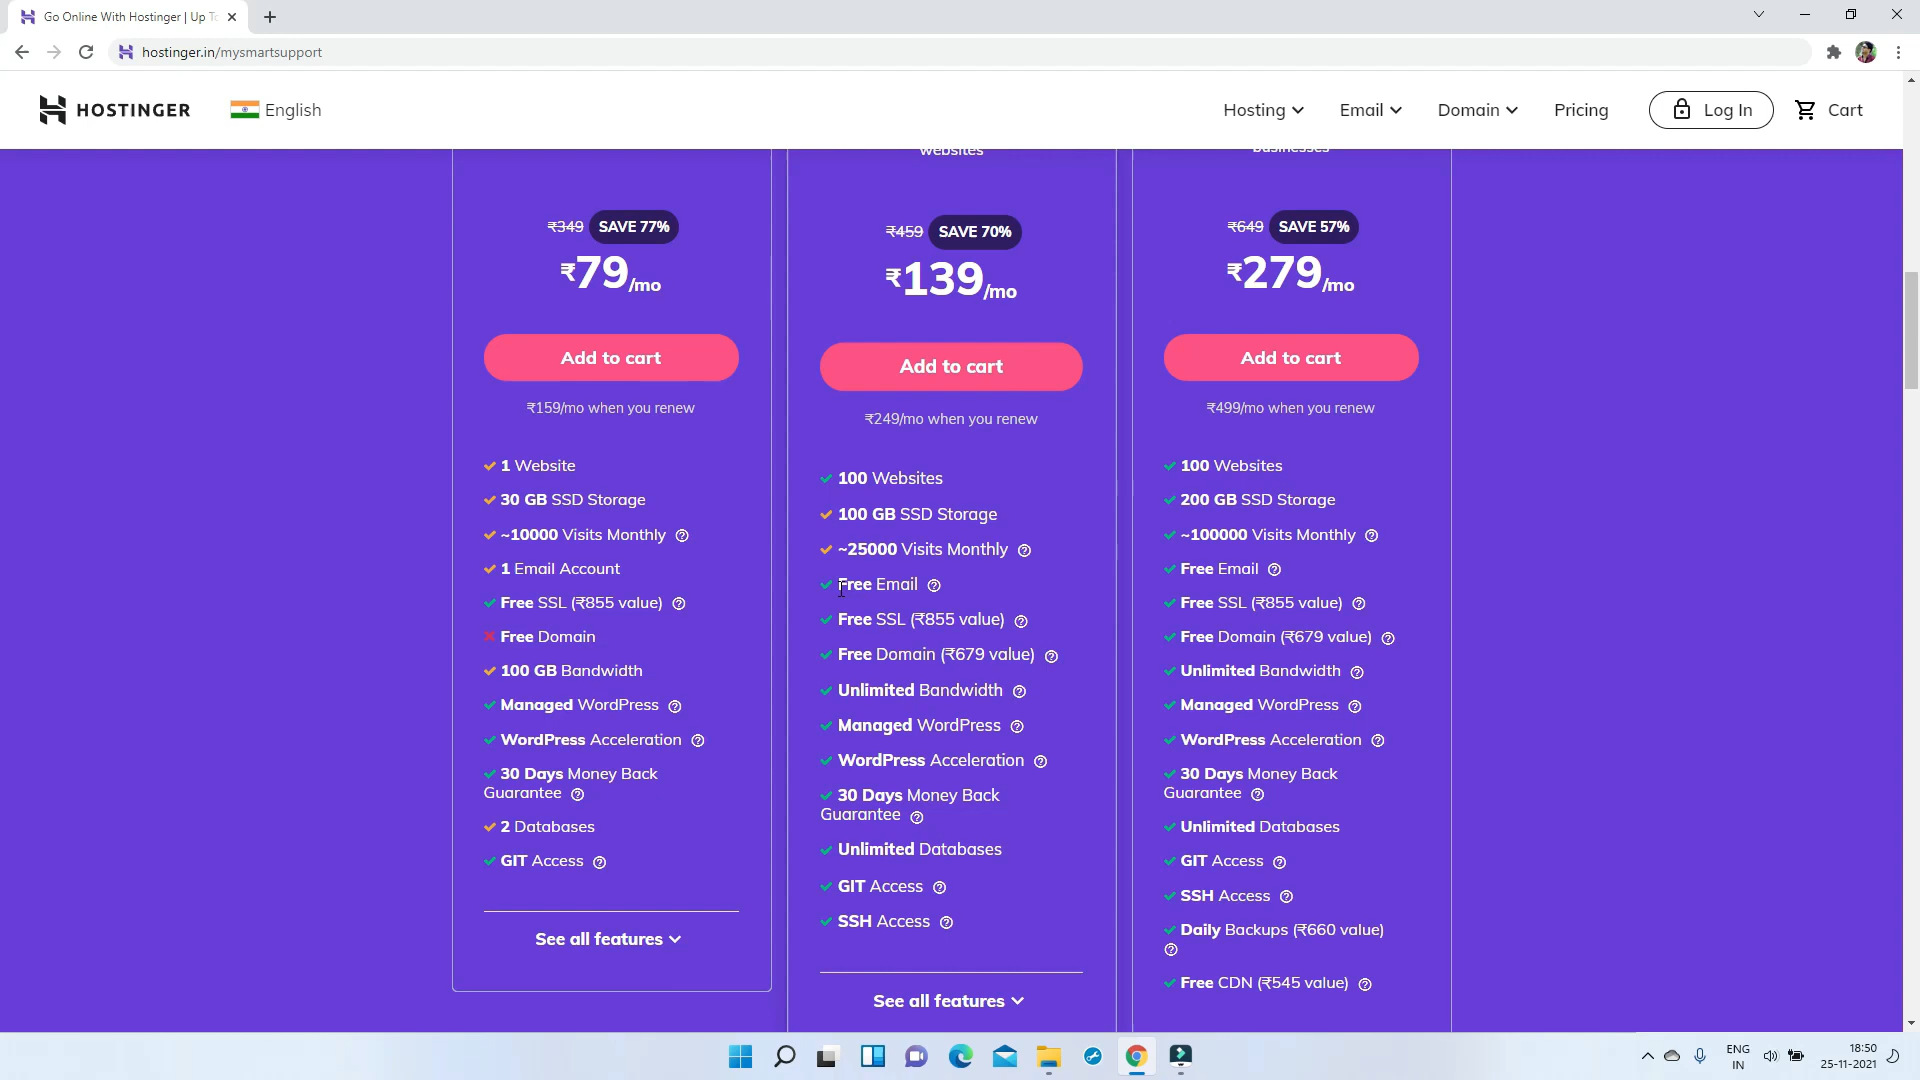 Go Online With Hostinger | Up To
hostinger.in/mysmartsupport
HOSTINGER
English
Hosting
Email
Domain
Pricing
Log In
Cart
websites
businesses
₹349 SAVE 77%
₹79/mo
Add to cart
₹159/mo when you renew
1 Website
30 GB SSD Storage
~10000 Visits Monthly
1 Email Account
Free SSL (₹855 value)
Free Domain
100 GB Bandwidth
Managed WordPress
WordPress Acceleration
30 Days Money Back
Guarantee
2 Databases
GIT Access
See all features
₹459 SAVE 70%
₹139/mo
Add to cart
₹249/mo when you renew
100 Websites
100 GB SSD Storage
~25000 Visits Monthly
Free Email
Free SSL (₹855 value)
Free Domain (₹679 value)
Unlimited Bandwidth
Managed WordPress
WordPress Acceleration
30 Days Money Back
Guarantee
Unlimited Databases
GIT Access
SSH Access
See all features
₹649 SAVE 57%
₹279/mo
Add to cart
₹499/mo when you renew
100 Websites
200 GB SSD Storage
~100000 Visits Monthly
Free Email
Free SSL (₹855 value)
Free Domain (₹679 value)
Unlimited Bandwidth
Managed WordPress
WordPress Acceleration
30 Days Money Back
Guarantee
Unlimited Databases
GIT Access
SSH Access
Daily Backups (₹660 value)
Free CDN (₹545 value)
ENG
IN
18:50
25-11-2021